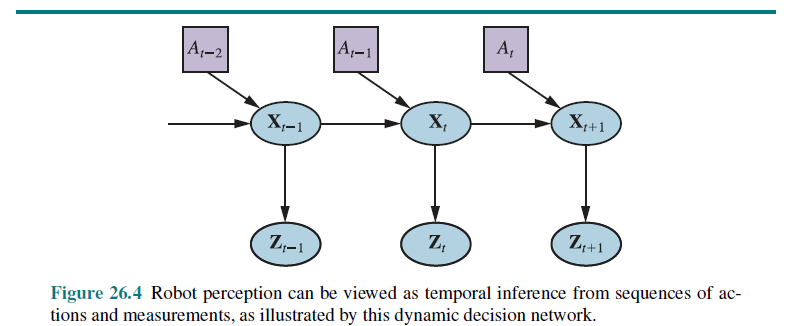 A_{t−2} A_{t−1} A_t
X_{t−1} X_t X_{t+1}
Z_{t−1} Z_t Z_{t+1}
Figure 26.4 Robot perception can be viewed as temporal inference from sequences of ac-
tions and measurements, as illustrated by this dynamic decision network.